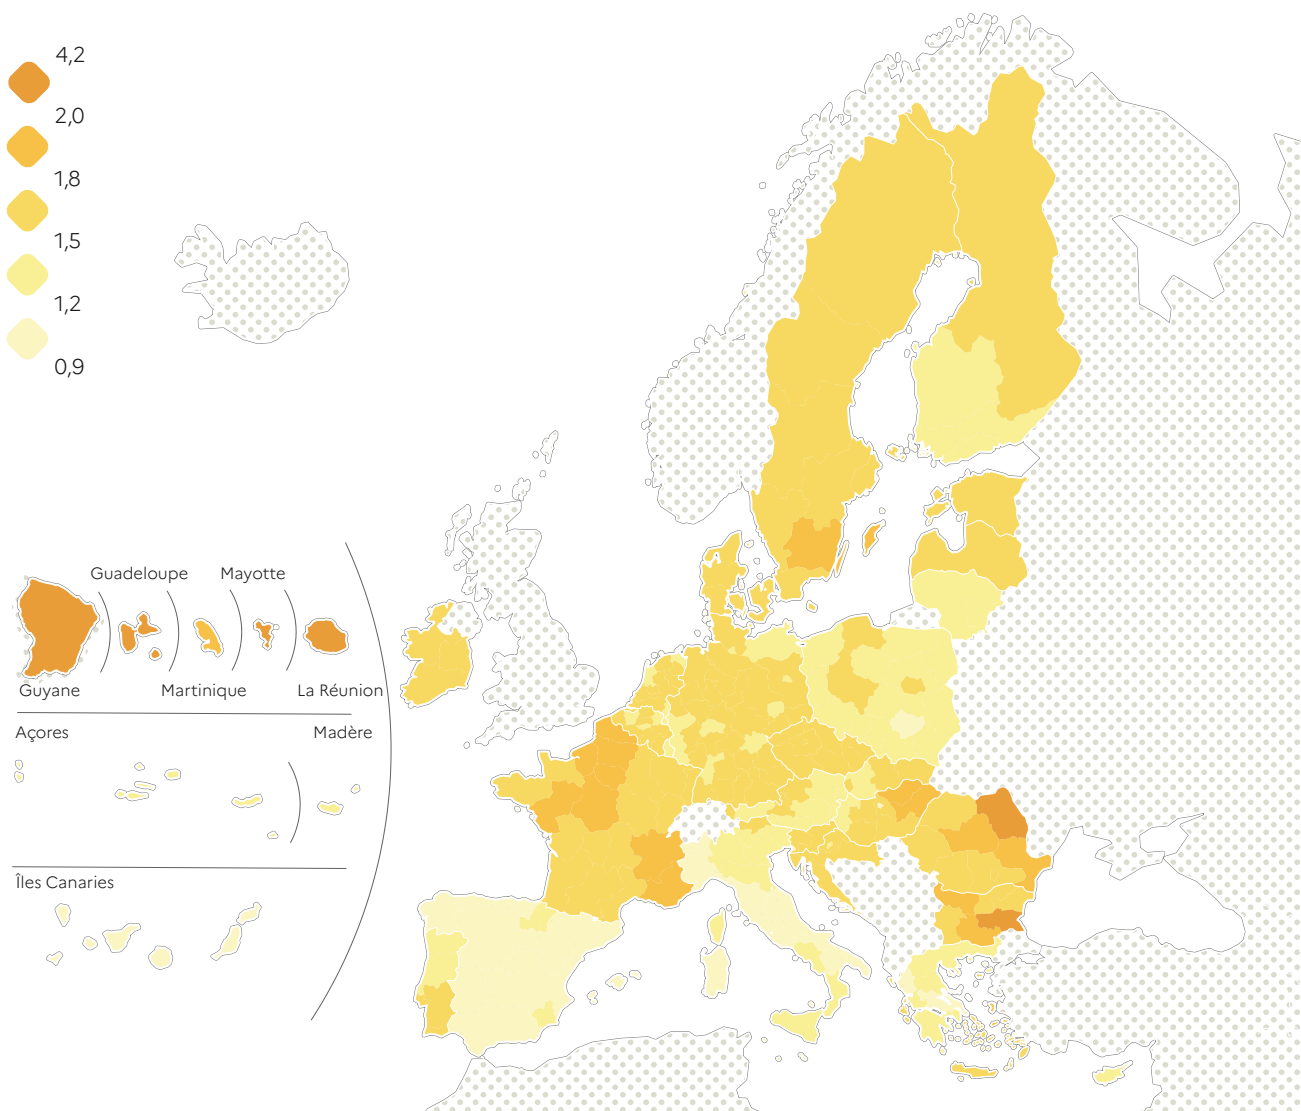 4,2
2,0
1,8
1,5
1,2
0,9
Guadeloupe Mayotte
Guyane Martinique La Réunion
Açores Madère
Îles Canaries